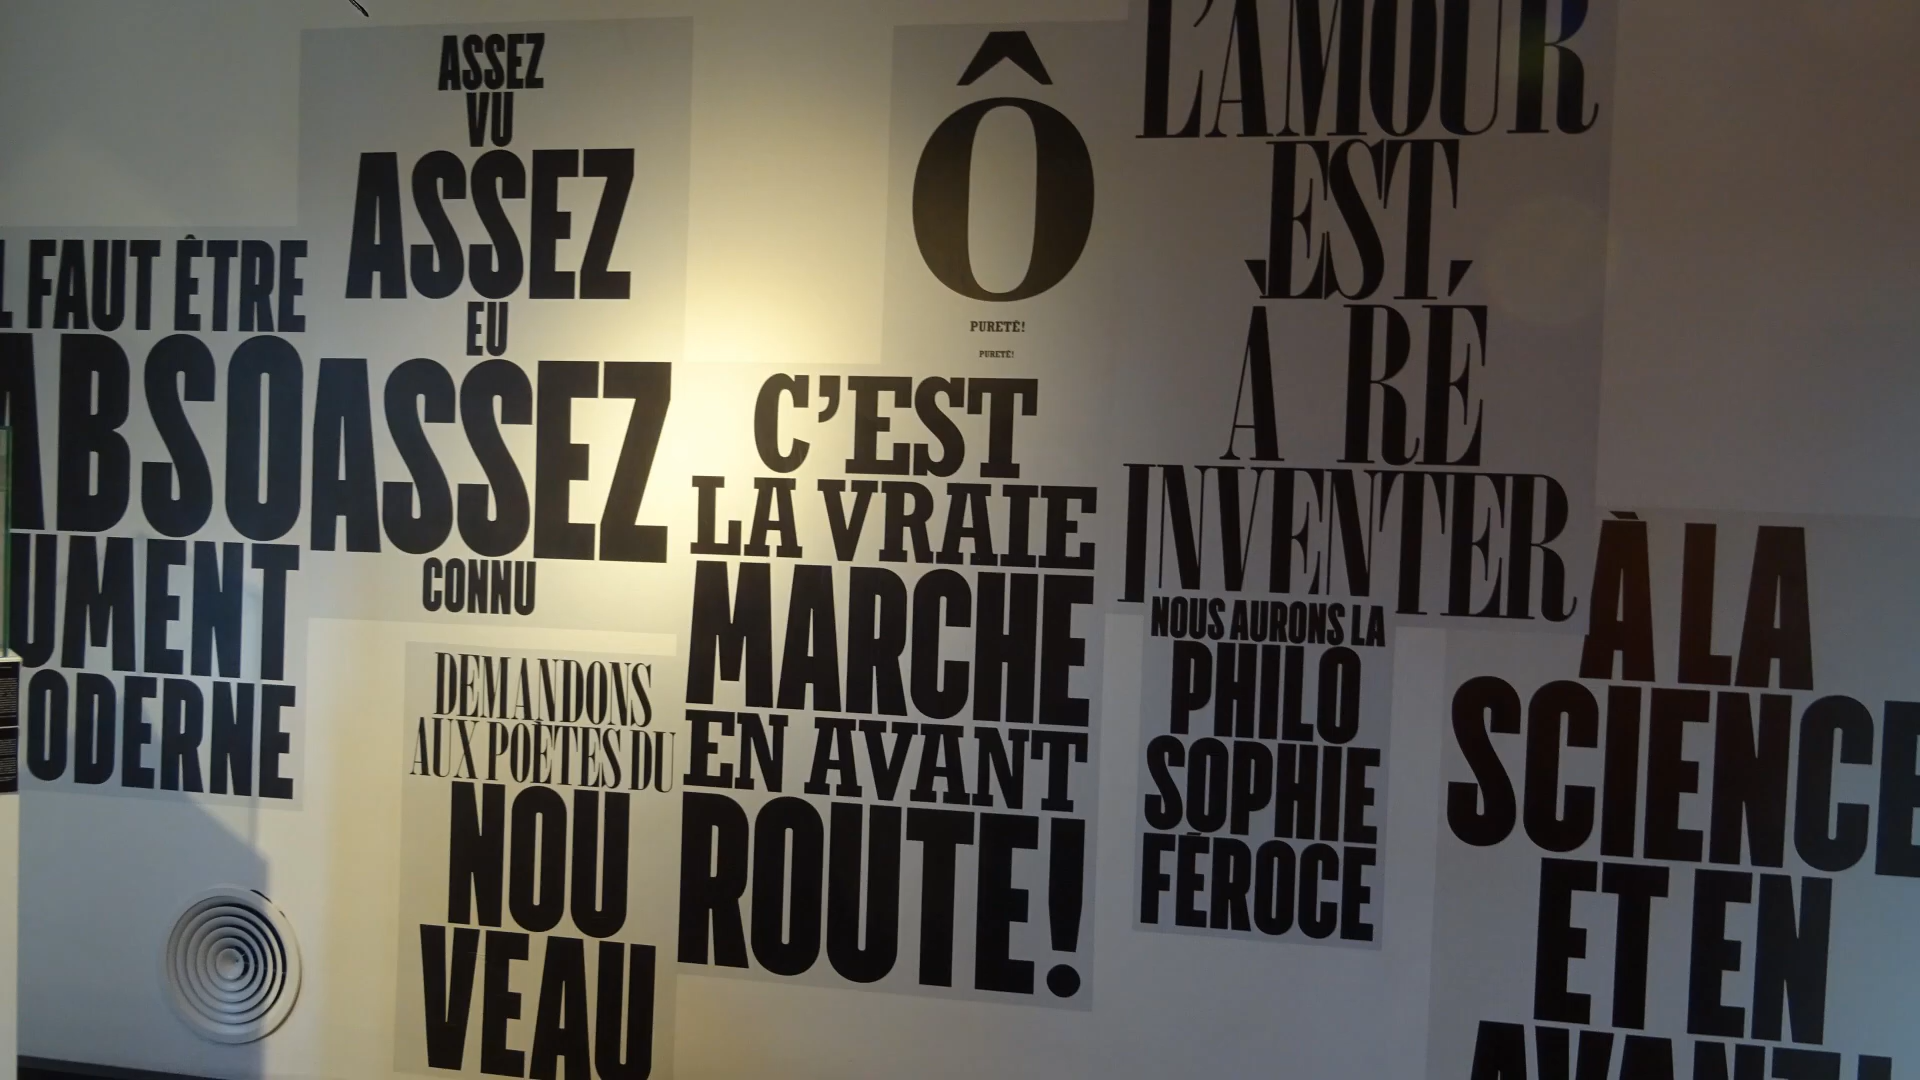 L FAUT ÊTRE
ABSO
UMENT
ODERNE
ASSEZ
VU
ASSEZ
EU
ASSEZ
CONNU
DEMANDONS
AUX POÈTES DU
NOU
VEAU
Ô
PURETÉ!
PURETÉ!
C'EST
LA VRAIE
MARCHE
EN AVANT
ROUTE!
L'AMOUR
EST,
À RÉ
INVENTER
NOUS AURONS LA
PHILO
SOPHIE
FÉROCE
À LA
SCIENCE
ET EN
AVANT!